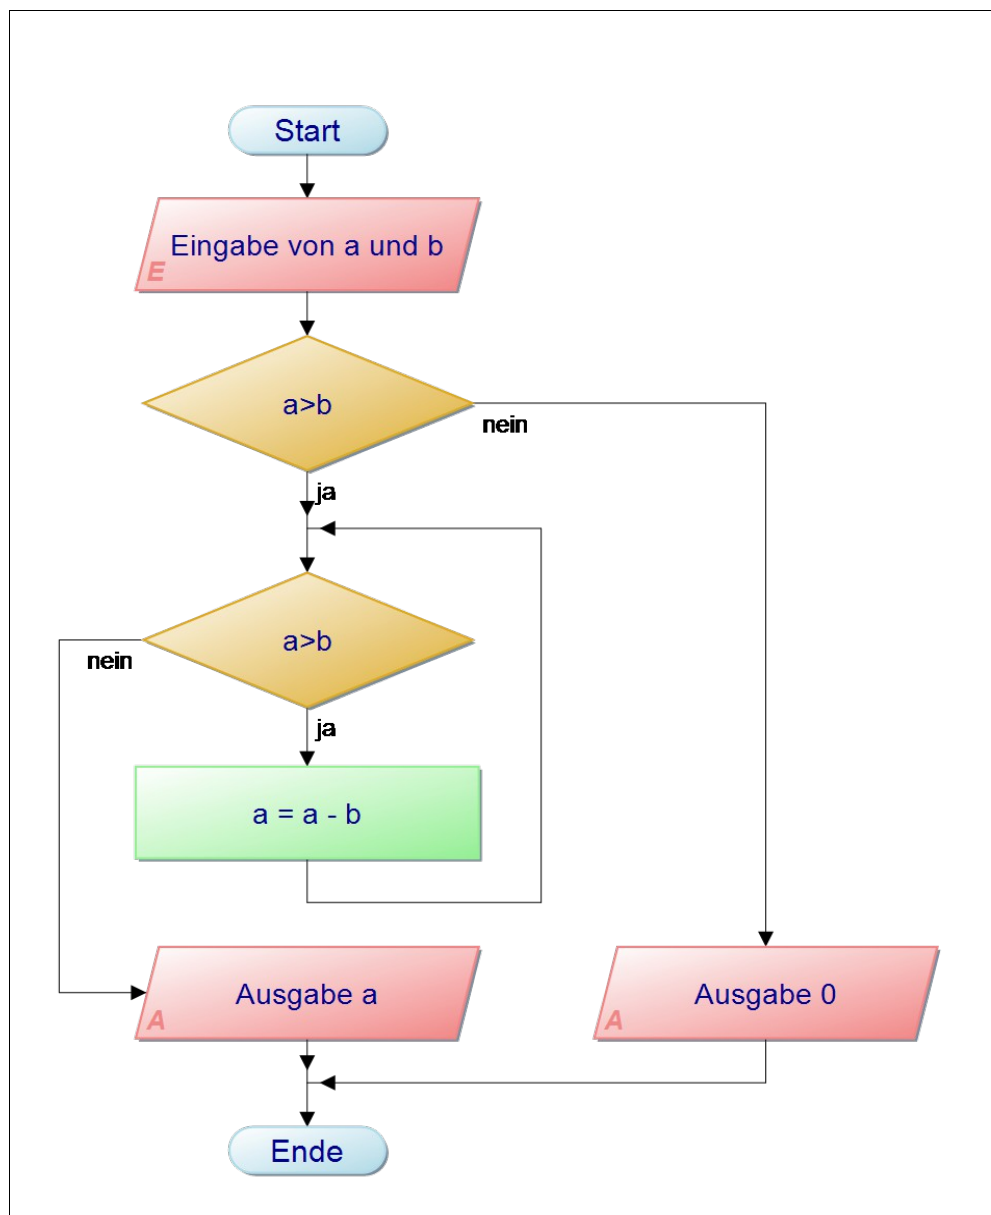 Start
Eingabe von a und b
E
a>b
nein
ja
a>b
nein
ja
a = a - b
Ausgabe a
A
Ausgabe 0
A
Ende